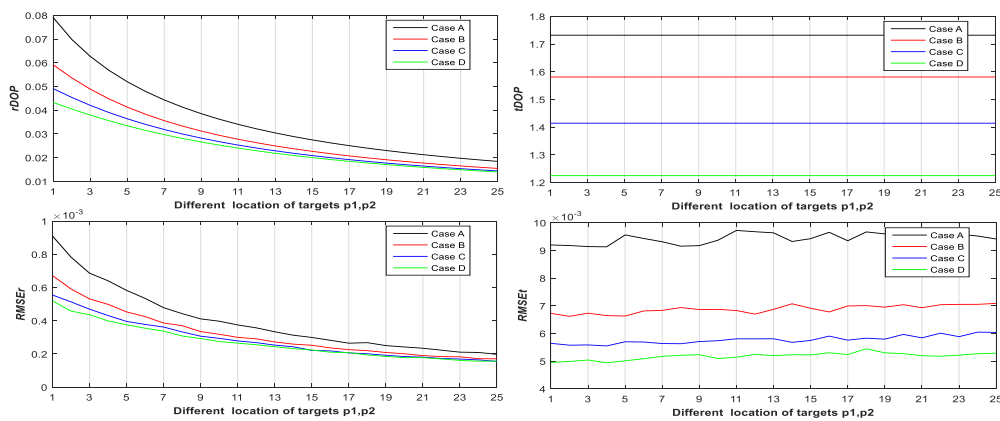 0.08
0.07
0.06
0.05
0.04
0.03
0.02
0.01
rDOP
1 3 5 7 9 11 13 15 17 19 21 23 25
Different location of targets p1,p2
Case A
Case B
Case C
Case D
1.8
1.7
1.6
1.5
1.4
1.3
1.2
tDOP
1 3 5 7 9 11 13 15 17 19 21 23 25
Different location of targets p1,p2
Case A
Case B
Case C
Case D
× 10-3
1
0.8
0.6
0.4
0.2
0
RMSEr
1 3 5 7 9 11 13 15 17 19 21 23 25
Different location of targets p1,p2
Case A
Case B
Case C
Case D
× 10-3
10
9
8
7
6
5
4
RMSEt
1 3 5 7 9 11 13 15 17 19 21 23 25
Different location of targets p1,p2
Case A
Case B
Case C
Case D